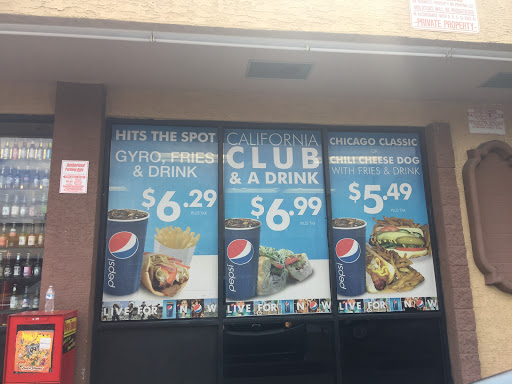 HITS THE SPOT
GYRO, FRIES
& DRINK
$6.29
PLUS TAX
pepsi
LIVE FOR NOW
CALIFORNIA
CLUB
& A DRINK
$6.99
PLUS TAX
pepsi
LIVE FOR NOW
CHICAGO CLASSIC
OR
CHILI CHEESE DOG
WITH FRIES & DRINK
$5.49
PLUS TAX
pepsi
LIVE FOR NOW
-PRIVATE PROPERTY-